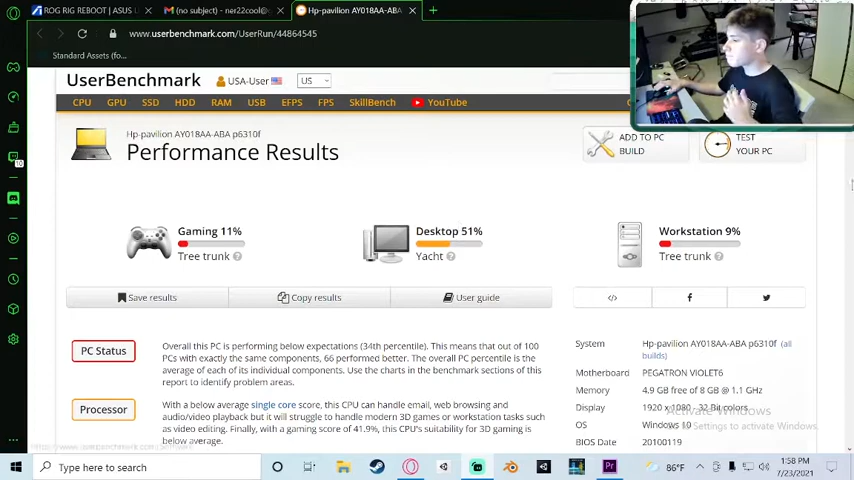 ROG RIG REBOOT | ASUS
(no subject) - ner22cool@
Hp-pavilion AY018AA-ABA
www.userbenchmark.com/UserRun/44864545
Standard Assets (fo...
UserBenchmark
USA-User
US
CPU GPU SSD HDD RAM USB EFPS FPS SkillBench YouTube
Hp-pavilion AY018AA-ABA p6310f
Performance Results
ADD TO PC BUILD
TEST YOUR PC
Gaming 11%
Tree trunk
Desktop 51%
Yacht
Workstation 9%
Tree trunk
Save results
Copy results
User guide
</>
PC Status
Overall this PC is performing below expectations (34th percentile). This means that out of 100
PCs with exactly the same components, 66 performed better. The overall PC percentile is the
average of each of its individual components. Use the charts in the benchmark sections of this
report to identify problem areas.
Processor
With a below average single core score, this CPU can handle email, web browsing and
audio/video playback but it will struggle to handle modern 3D games or workstation tasks such
as video editing. Finally, with a gaming score of 41.9%, this CPU's suitability for 3D gaming is
below average.
System Hp-pavilion AY018AA-ABA p6310f (all
builds)
Motherboard PEGATRON VIOLET6
Memory 4.9 GB free of 8 GB @ 1.1 GHz
Display 1920 x 1080 - 32 Bit colors
OS Windows 10
BIOS Date 20100119
Activate Windows
Go to Settings to activate Windows.
Type here to search
86°F
1:58 PM
7/23/2021